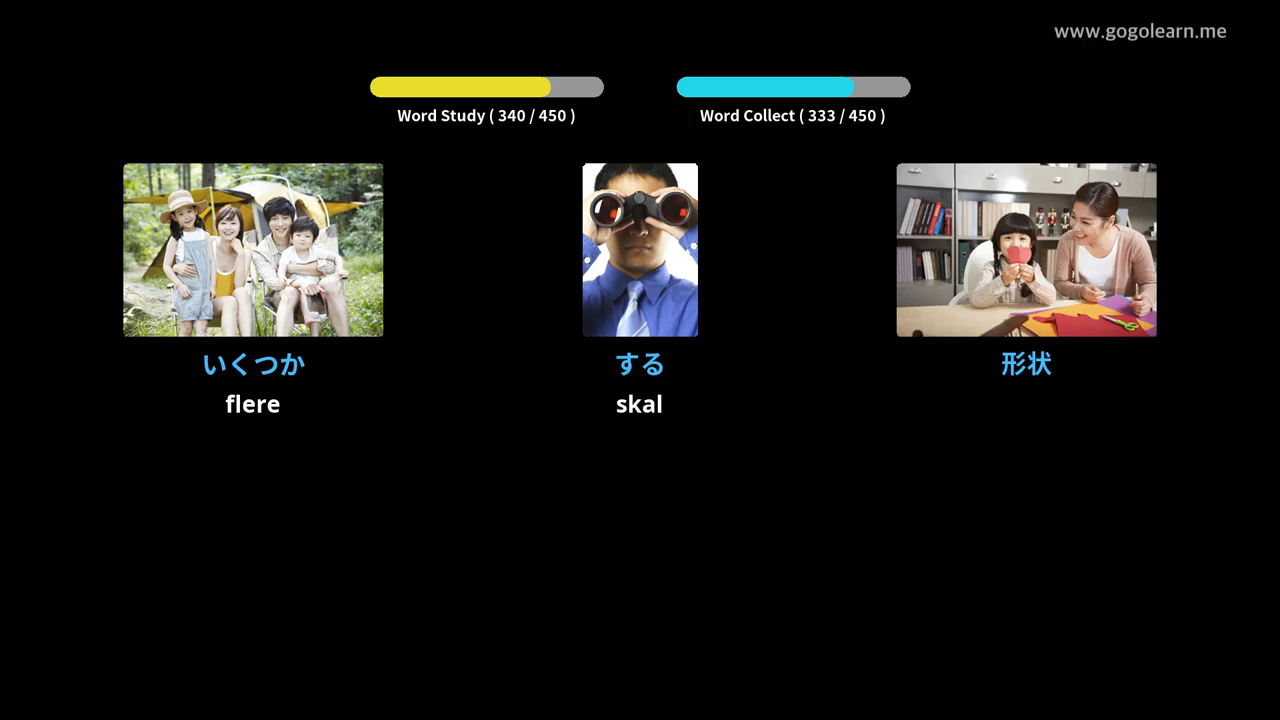 www.gogolearn.me
Word Study ( 340 / 450 )
Word Collect ( 333 / 450 )
いくつか
する
形状
flere
skal